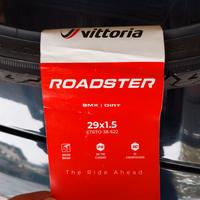 vittoria
ROADSTER
BMX | DIRT
29x1.5
ETRTO 38-622
The Ride Ahead